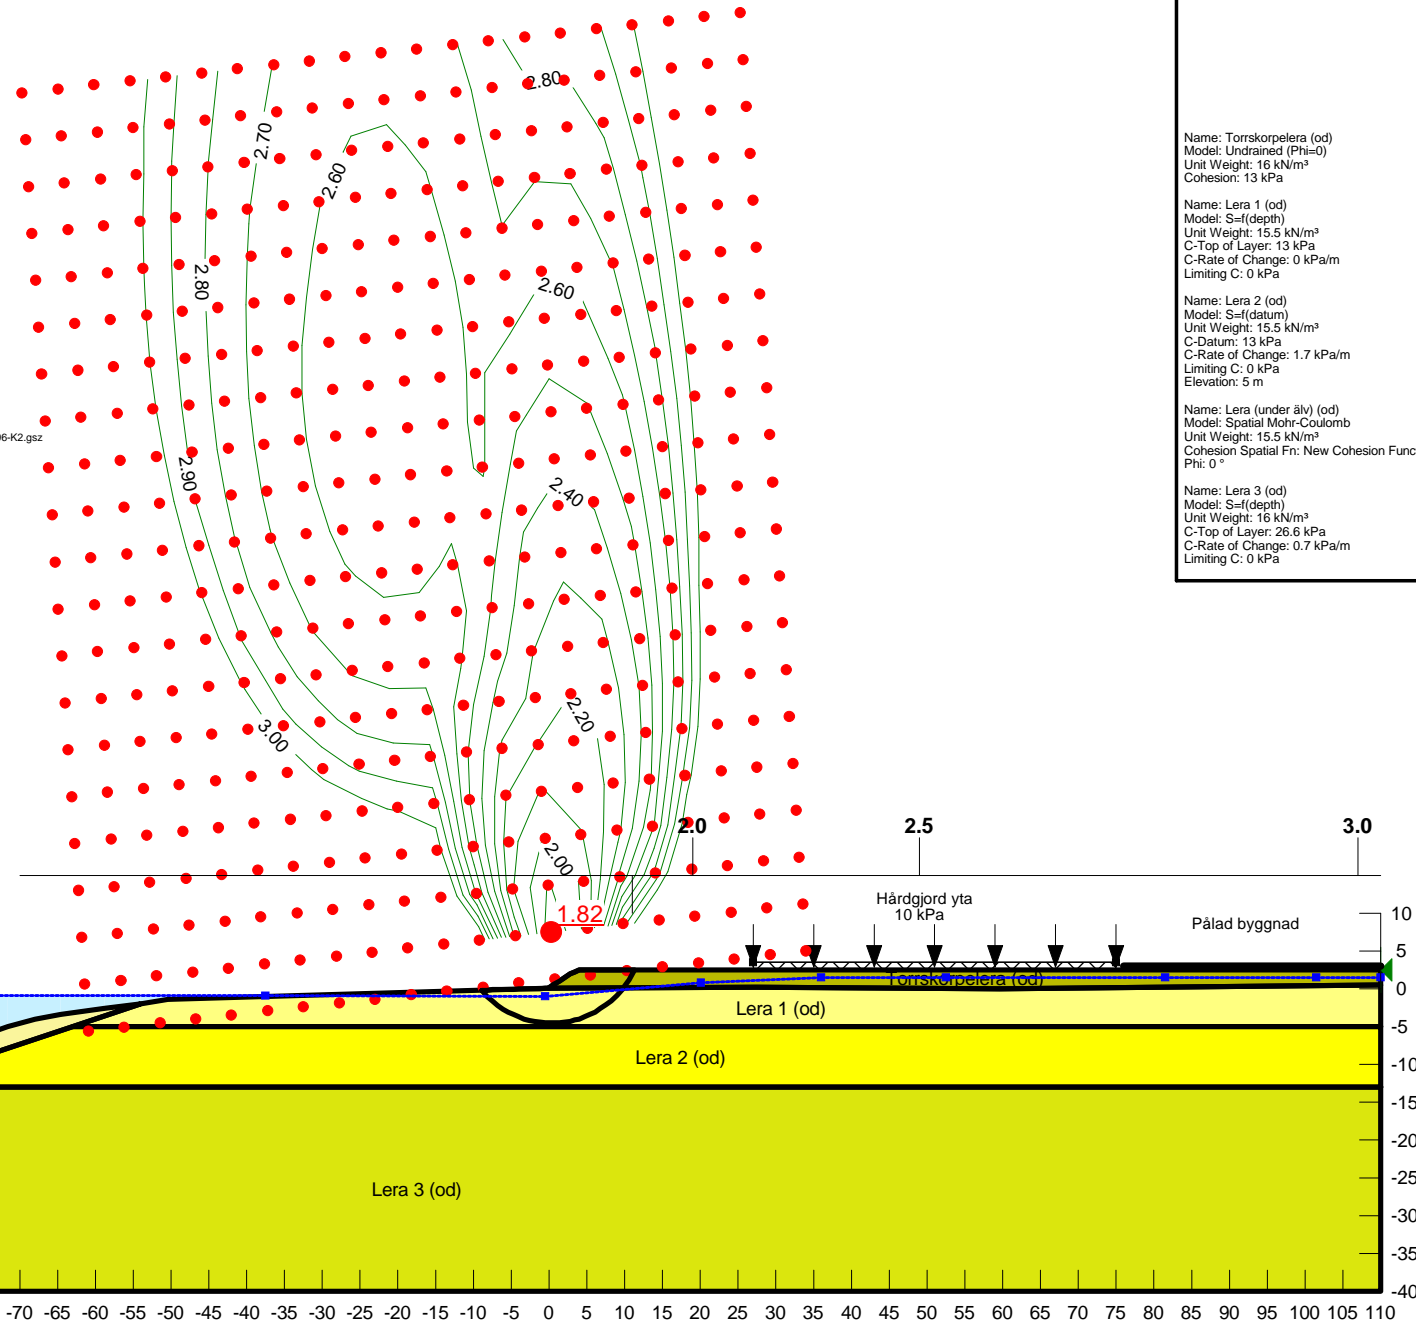 Name: Torrskorpelera (od)
Model: Undrained (Phi=0)
Unit Weight: 16 kN/m³
Cohesion: 13 kPa
Name: Lera 1 (od)
Model: S=f(depth)
Unit Weight: 15.5 kN/m³
C-Top of Layer: 13 kPa
C-Rate of Change: 0 kPa/m
Limiting C: 0 kPa
Name: Lera 2 (od)
Model: S=f(datum)
Unit Weight: 15.5 kN/m³
C-Datum: 13 kPa
C-Rate of Change: 1.7 kPa/m
Limiting C: 0 kPa
Elevation: 5 m
Name: Lera (under älv) (od)
Model: Spatial Mohr-Coulomb
Unit Weight: 15.5 kN/m³
Cohesion Spatial Fn: New Cohesion Func
Phi: 0 °
Name: Lera 3 (od)
Model: S=f(depth)
Unit Weight: 16 kN/m³
C-Top of Layer: 26.6 kPa
C-Rate of Change: 0.7 kPa/m
Limiting C: 0 kPa
6-K2.gsz
2.80
2.70
2.60
2.80
2.60
2.90
2.40
2.20
3.00
2.00
1.82
2.0 2.5 3.0
Hårdgjord yta
10 kPa
Pålad byggnad
Torrskorpelera (od)
Lera 1 (od)
Lera 2 (od)
Lera 3 (od)
10
5
0
-5
-10
-15
-20
-25
-30
-35
-40
-70 -65 -60 -55 -50 -45 -40 -35 -30 -25 -20 -15 -10 -5 0 5 10 15 20 25 30 35 40 45 50 55 60 65 70 75 80 85 90 95 100 105 110